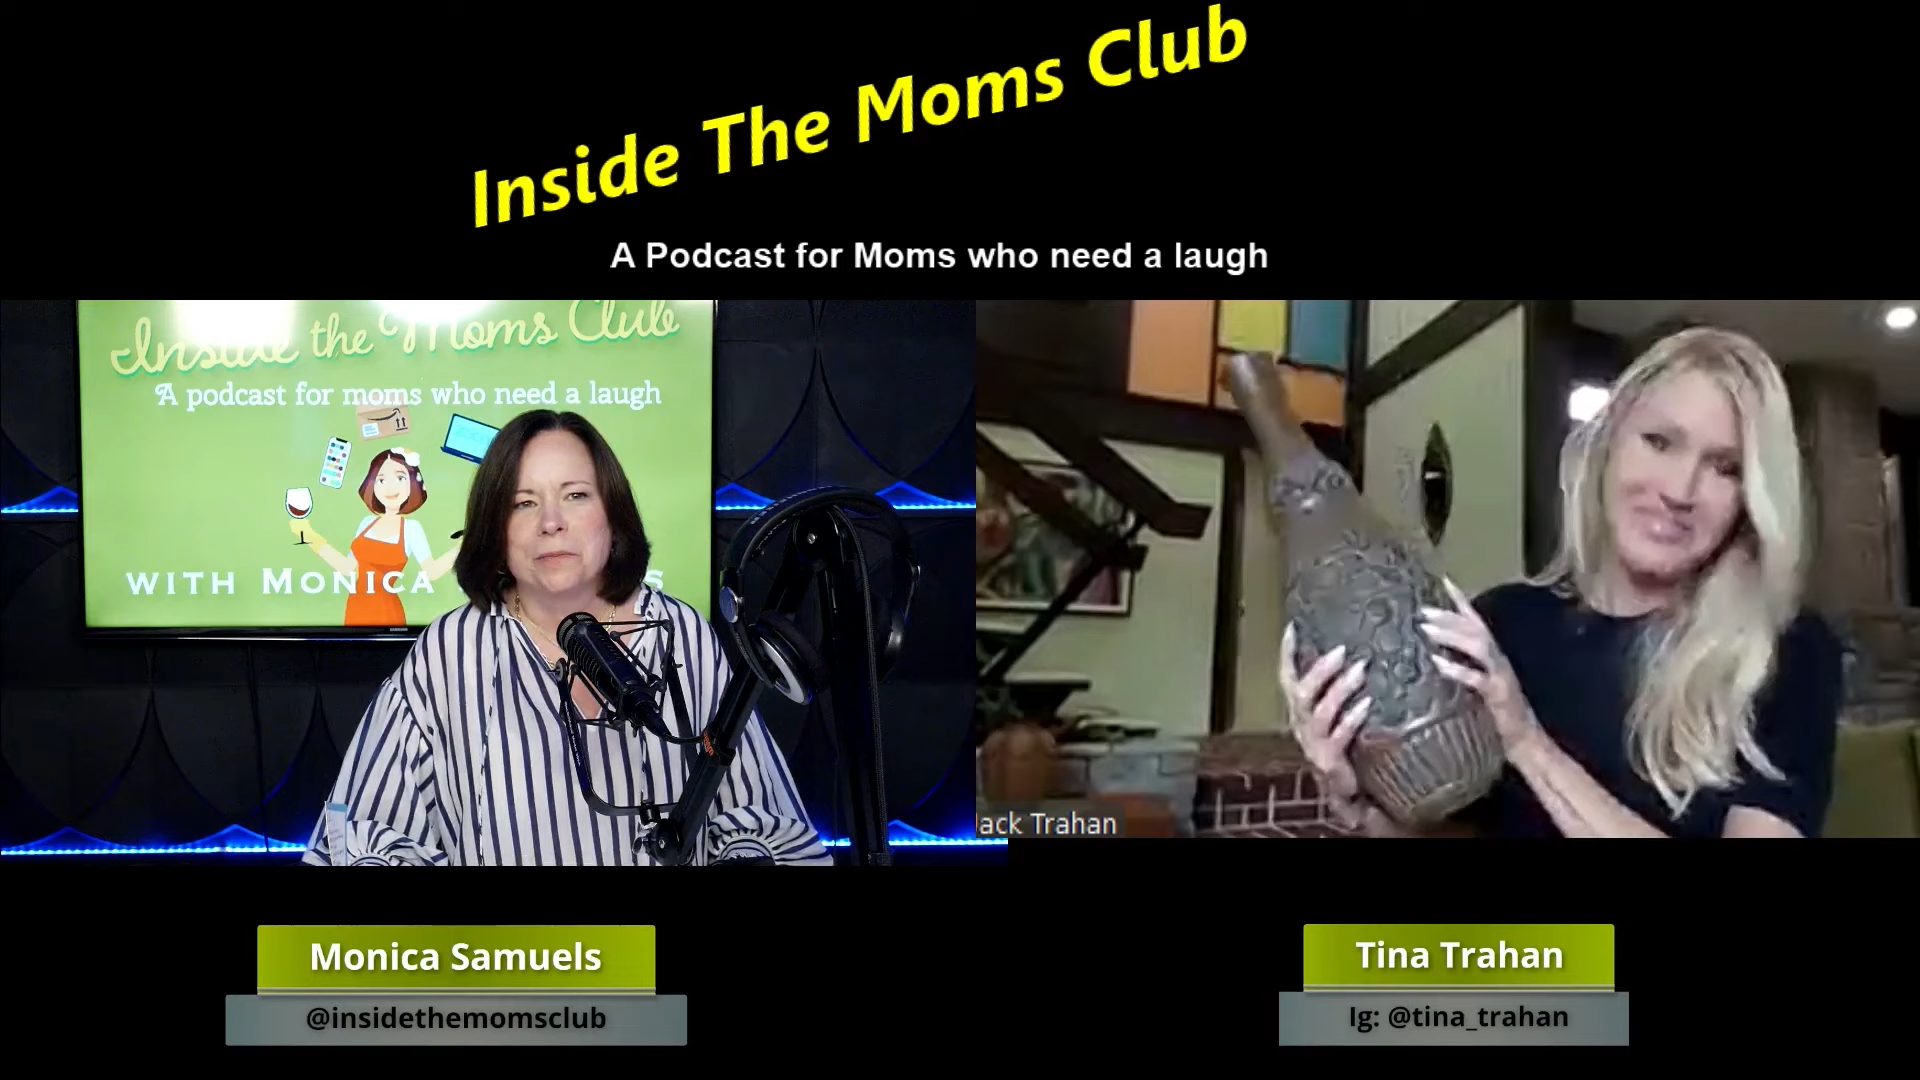 Inside The Moms Club
A Podcast for Moms who need a laugh
Inside the Moms Club
A podcast for moms who need a laugh
WITH MONICA S
ack Trahan
Monica Samuels
@insidethemomsclub
Tina Trahan
Ig: @tina_trahan